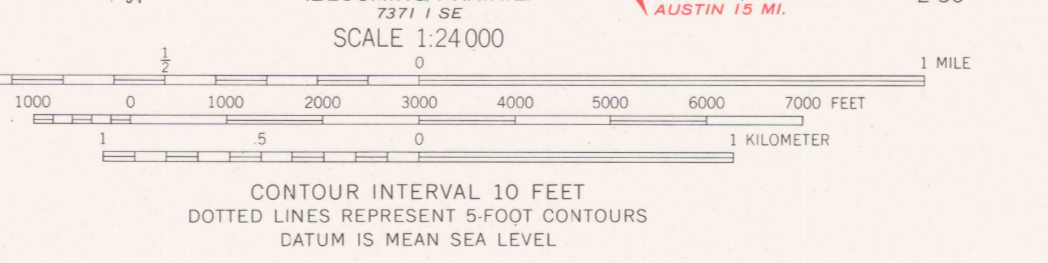 7371 I SE
AUSTIN 15 MI.
SCALE 1:24 000
1/2 0 1 MILE
1000 0 1000 2000 3000 4000 5000 6000 7000 FEET
1 .5 0 1 KILOMETER
CONTOUR INTERVAL 10 FEET
DOTTED LINES REPRESENT 5-FOOT CONTOURS
DATUM IS MEAN SEA LEVEL